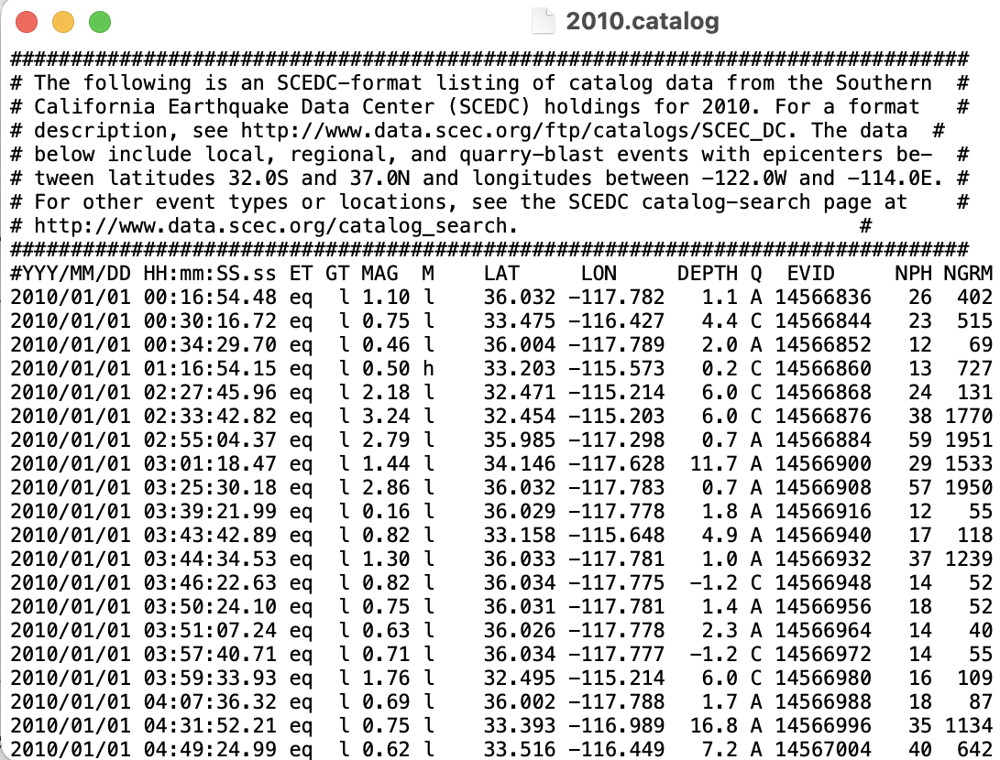 2010.catalog
################################################################################
# The following is an SCEDC-format listing of catalog data from the Southern  #
# California Earthquake Data Center (SCEDC) holdings for 2010. For a format   #
# description, see http://www.data.scec.org/ftp/catalogs/SCEC_DC. The data  #
# below include local, regional, and quarry-blast events with epicenters be-  #
# tween latitudes 32.0S and 37.0N and longitudes between -122.0W and -114.0E. #
# For other event types or locations, see the SCEDC catalog-search page at    #
# http://www.data.scec.org/catalog_search.                            #
################################################################################
#YYY/MM/DD HH:mm:SS.ss ET GT MAG  M    LAT     LON     DEPTH Q  EVID     NPH NGRM
2010/01/01 00:16:54.48 eq  l 1.10 l    36.032 -117.782   1.1 A 14566836   26  402
2010/01/01 00:30:16.72 eq  l 0.75 l    33.475 -116.427   4.4 C 14566844   23  515
2010/01/01 00:34:29.70 eq  l 0.46 l    36.004 -117.789   2.0 A 14566852   12   69
2010/01/01 01:16:54.15 eq  l 0.50 h    33.203 -115.573   0.2 C 14566860   13  727
2010/01/01 02:27:45.96 eq  l 2.18 l    32.471 -115.214   6.0 C 14566868   24  131
2010/01/01 02:33:42.82 eq  l 3.24 l    32.454 -115.203   6.0 C 14566876   38 1770
2010/01/01 02:55:04.37 eq  l 2.79 l    35.985 -117.298   0.7 A 14566884   59 1951
2010/01/01 03:01:18.47 eq  l 1.44 l    34.146 -117.628  11.7 A 14566900   29 1533
2010/01/01 03:25:30.18 eq  l 2.86 l    36.032 -117.783   0.7 A 14566908   57 1950
2010/01/01 03:39:21.99 eq  l 0.16 l    36.029 -117.778   1.8 A 14566916   12   55
2010/01/01 03:43:42.89 eq  l 0.82 l    33.158 -115.648   4.9 A 14566940   17  118
2010/01/01 03:44:34.53 eq  l 1.30 l    36.033 -117.781   1.0 A 14566932   37 1239
2010/01/01 03:46:22.63 eq  l 0.82 l    36.034 -117.775  -1.2 C 14566948   14   52
2010/01/01 03:50:24.10 eq  l 0.75 l    36.031 -117.781   1.4 A 14566956   18   52
2010/01/01 03:51:07.24 eq  l 0.63 l    36.026 -117.778   2.3 A 14566964   14   40
2010/01/01 03:57:40.71 eq  l 0.71 l    36.034 -117.777  -1.2 C 14566972   14   55
2010/01/01 03:59:33.93 eq  l 1.76 l    32.495 -115.214   6.0 C 14566980   16  109
2010/01/01 04:07:36.32 eq  l 0.69 l    36.002 -117.788   1.7 A 14566988   18   87
2010/01/01 04:31:52.21 eq  l 0.75 l    33.393 -116.989  16.8 A 14566996   35 1134
2010/01/01 04:49:24.99 eq  l 0.62 l    33.516 -116.449   7.2 A 14567004   40  642